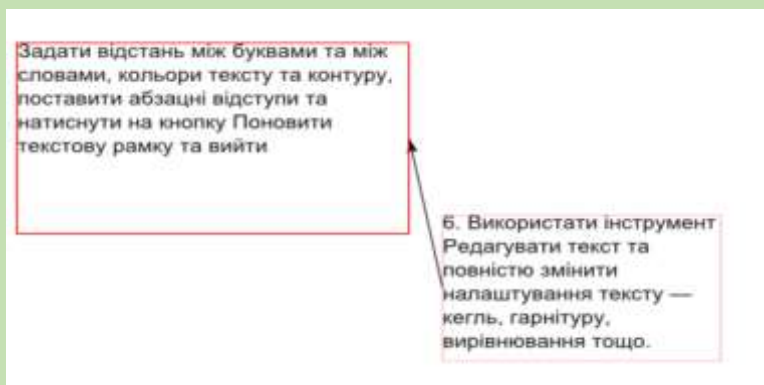 Задати відстань між буквами та між
словами, кольори тексту та контуру,
поставити абзацні відступи та
натиснути на кнопку Поновити
текстову рамку та вийти
6. Використати інструмент
Редагувати текст та
повністю змінити
налаштування тексту —
кегль, гарнітуру,
вирівнювання тощо.